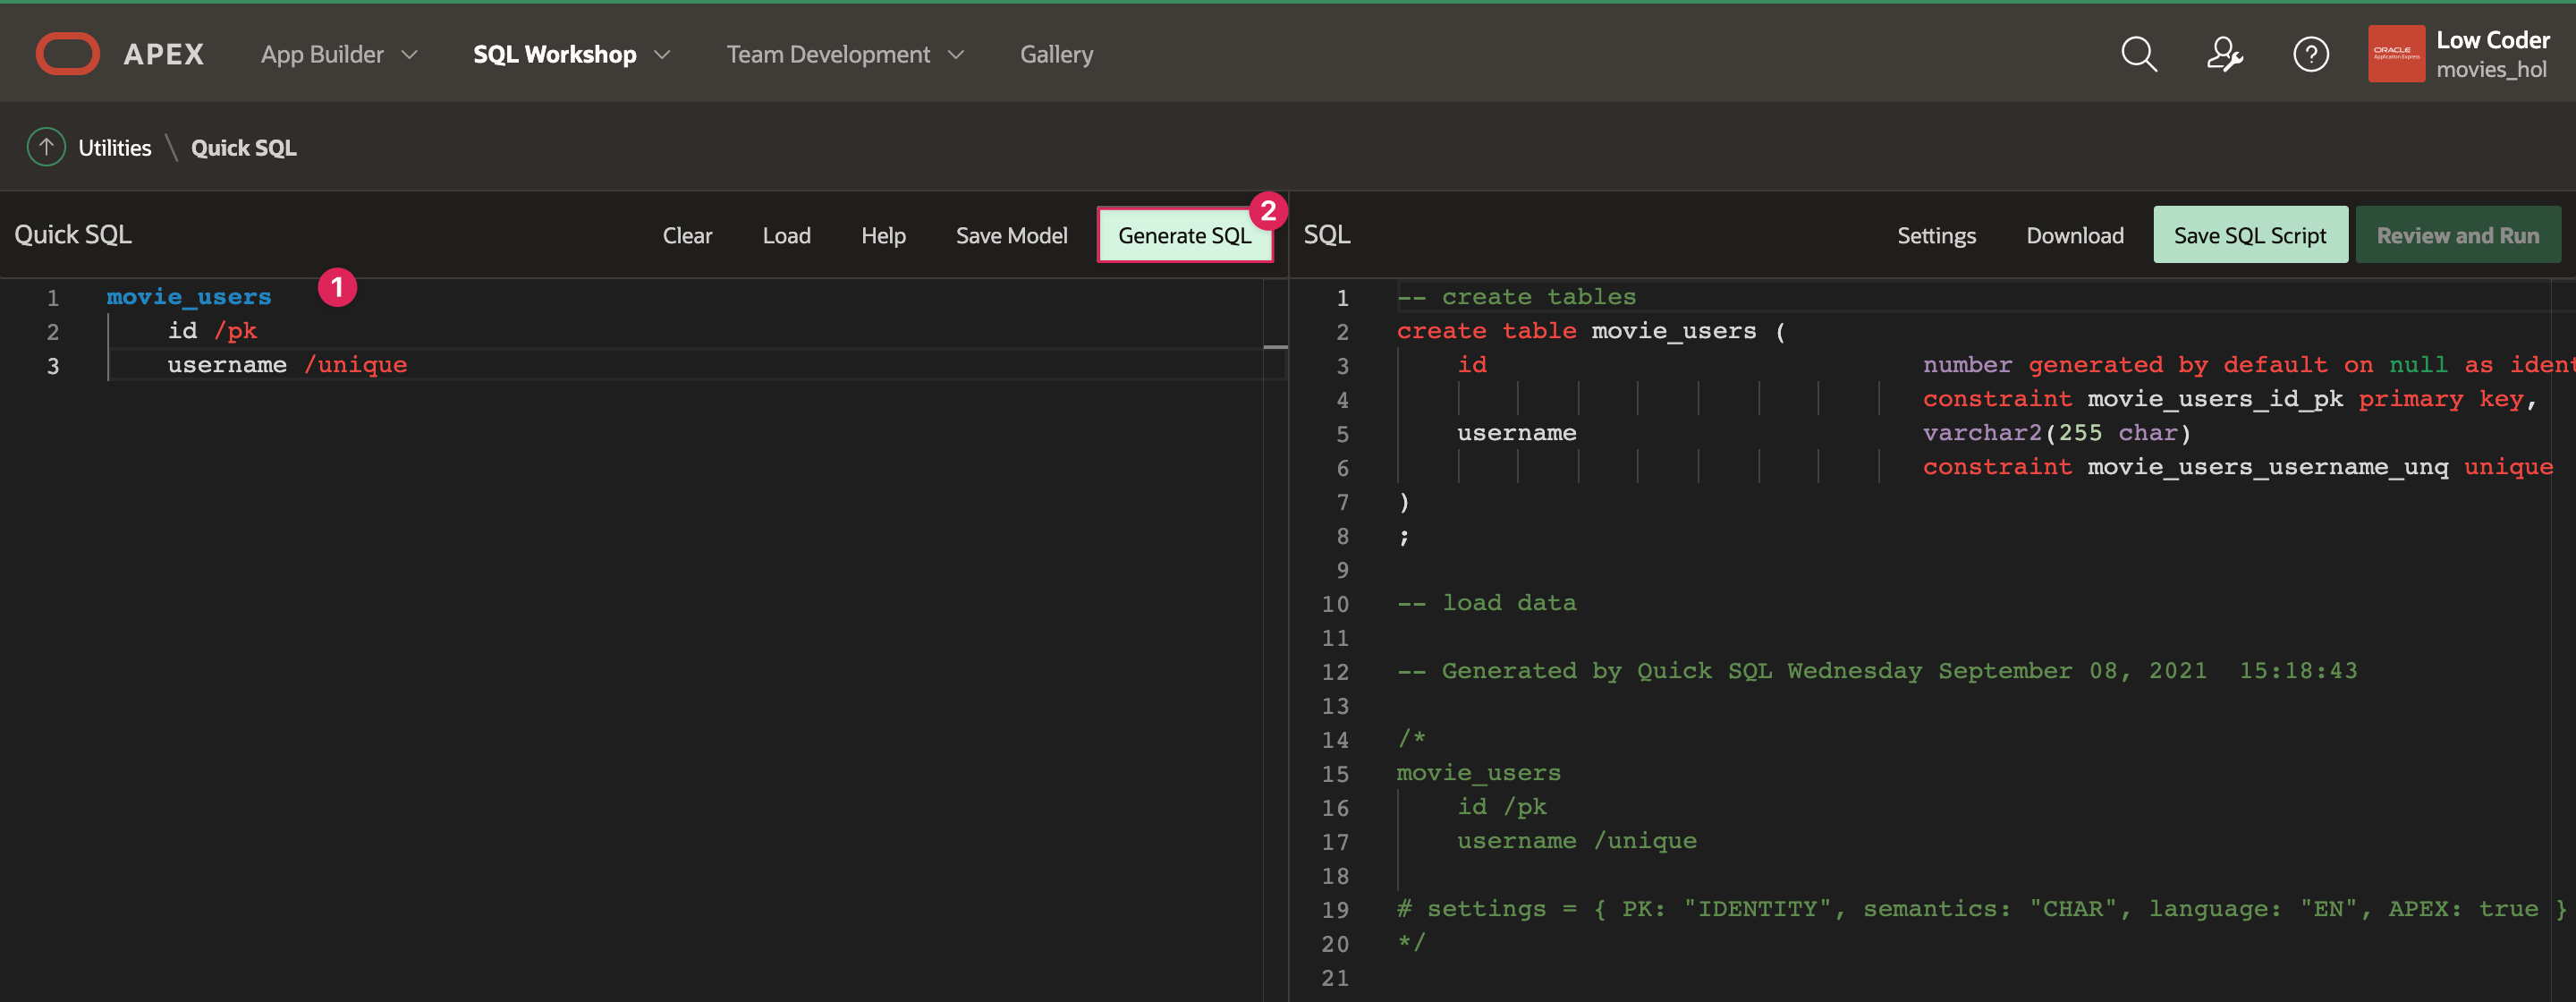 APEX App Builder SQL Workshop Team Development Gallery Low Coder
movies_hol
ORACLE
Application Express
Utilities \ Quick SQL
Quick SQL Clear Load Help Save Model Generate SQL 2
1
1 movie_users
2 id /pk
3 username /unique
SQL Settings Download Save SQL Script Review and Run
1 -- create tables
2 create table movie_users (
3 id number generated by default on null as ident
4 constraint movie_users_id_pk primary key,
5 username varchar2(255 char)
6 constraint movie_users_username_unq unique
7 )
8 ;
9
10 -- load data
11
12 -- Generated by Quick SQL Wednesday September 08, 2021  15:18:43
13
14 /*
15 movie_users
16 id /pk
17 username /unique
18
19 # settings = { PK: "IDENTITY", semantics: "CHAR", language: "EN", APEX: true }
20 */
21